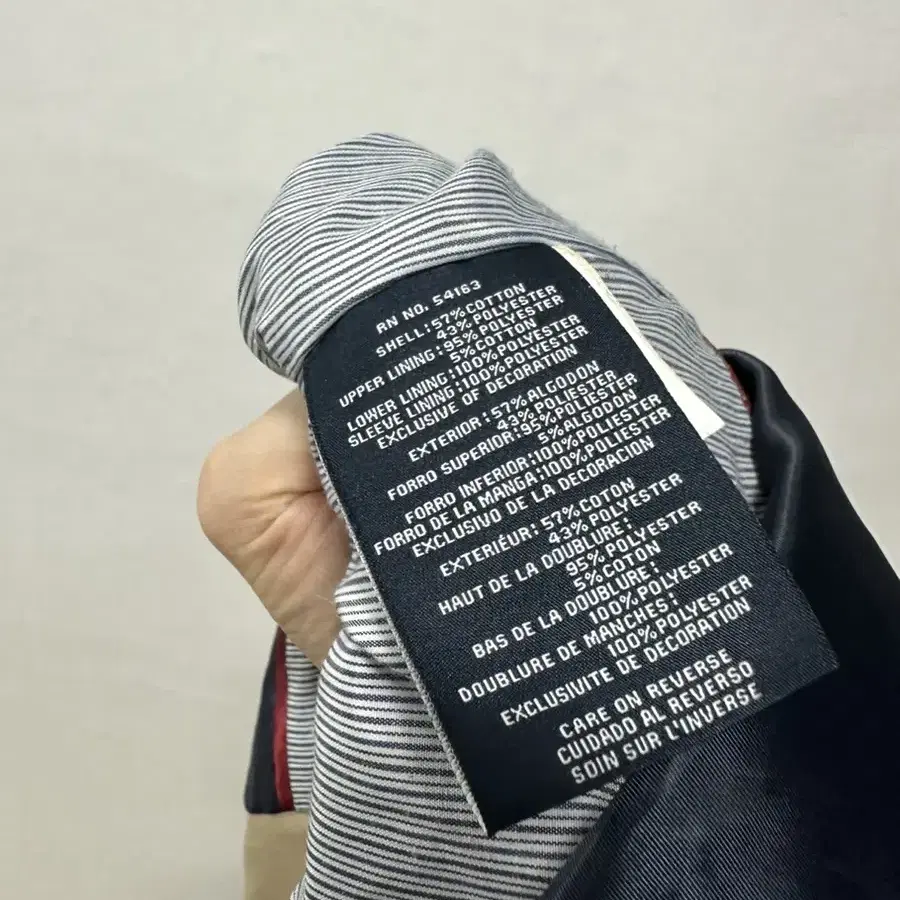 RN NO. 54163
SHELL:57%COTTON
43% POLYESTER
UPPER LINING:95% POLYESTER
5%COTTON
LOWER LINING:100%POLYESTER
SLEEVE LINING:100%POLYESTER
EXCLUSIVE OF DECORATION
EXTERIOR:57%ALGODON
43%POLIESTER
FORRO SUPERIOR:95%POLIESTER
5%ALGODON
FORRO INFERIOR:100%POLIESTER
FORRO DE LA MANGA:100%POLIESTER
EXCLUSIVO DE LA DECORACION
EXTERIÉUR:57%COTON
43%POLYESTER
HAUT DE LA DOUBLURE:
95% POLYESTER
5%COTON
BAS DE LA DOUBLURE:
100%POLYESTER
DOUBLURE DE MANCHES:
100%POLYESTER
EXCLUSIVITE DE DECORATION
CARE ON REVERSE
CUIDADO AL REVERSO
SOIN SUR L'INVERSE